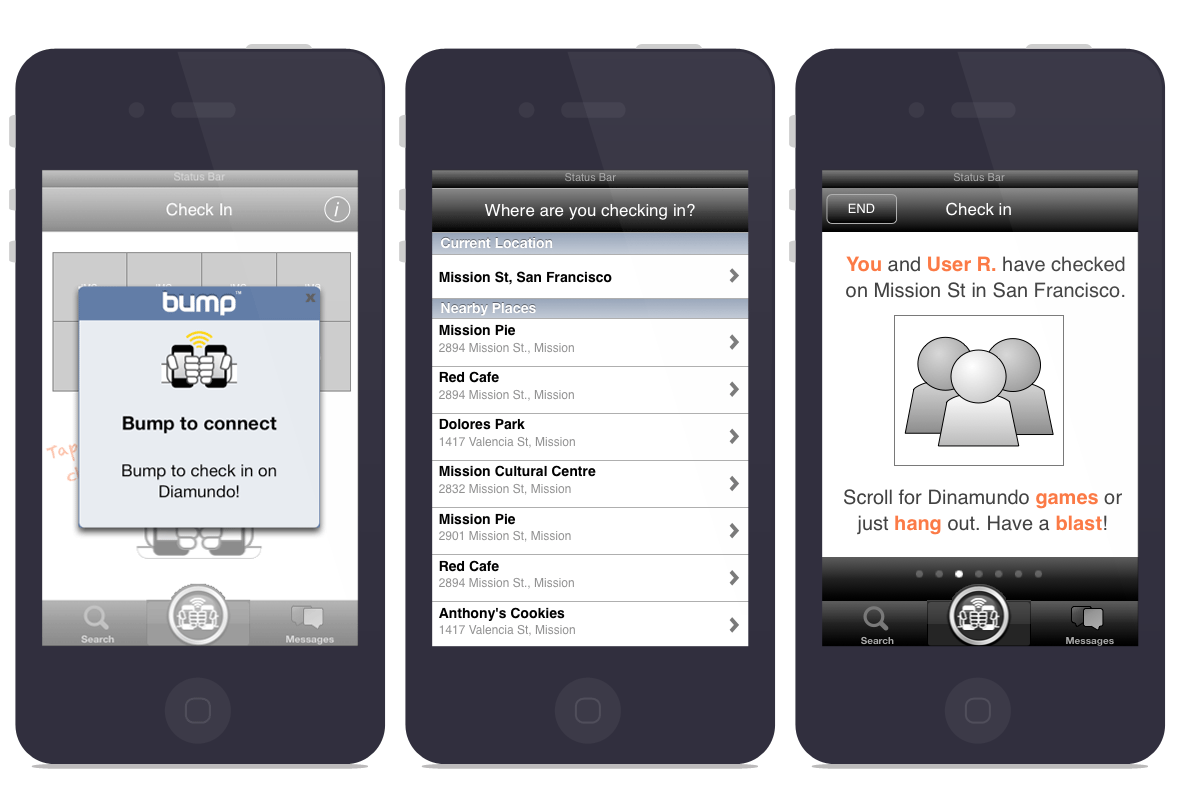 Status Bar
Check In
i
bump™
x
Bump to connect
Bump to check in on
Diamundo!
Tap
Search
Messages
Status Bar
Where are you checking in?
Current Location
Mission St, San Francisco
Nearby Places
Mission Pie
2894 Mission St., Mission
Red Cafe
2894 Mission St., Mission
Dolores Park
1417 Valencia St, Mission
Mission Cultural Centre
2832 Mission St, Mission
Mission Pie
2901 Mission St, Mission
Red Cafe
2894 Mission St., Mission
Anthony's Cookies
1417 Valencia St, Mission
Status Bar
END
Check in
You and User R. have checked
on Mission St in San Francisco.
Scroll for Dinamundo games or
just hang out. Have a blast!
Search
Messages